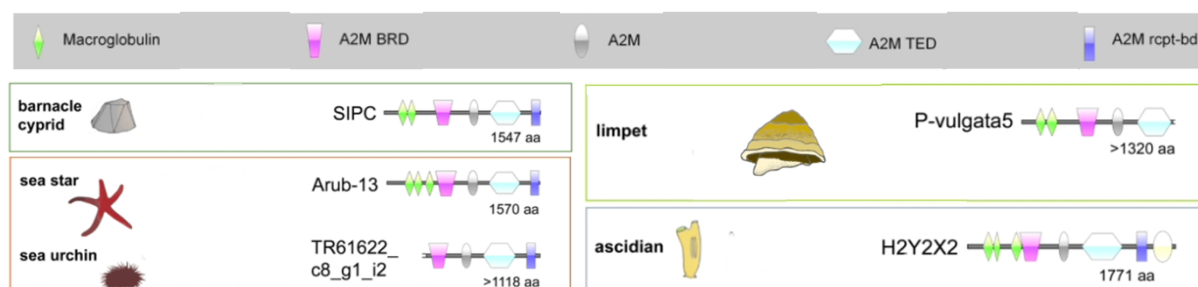 Macroglobulin
A2M BRD
A2M
A2M TED
A2M rcpt-bd
barnacle
cyprid
SIPC
1547 aa
limpet
P-vulgata5
>1320 aa
sea star
Arub-13
1570 aa
sea urchin
TR61622_
c8_g1_i2
>1118 aa
ascidian
H2Y2X2
1771 aa